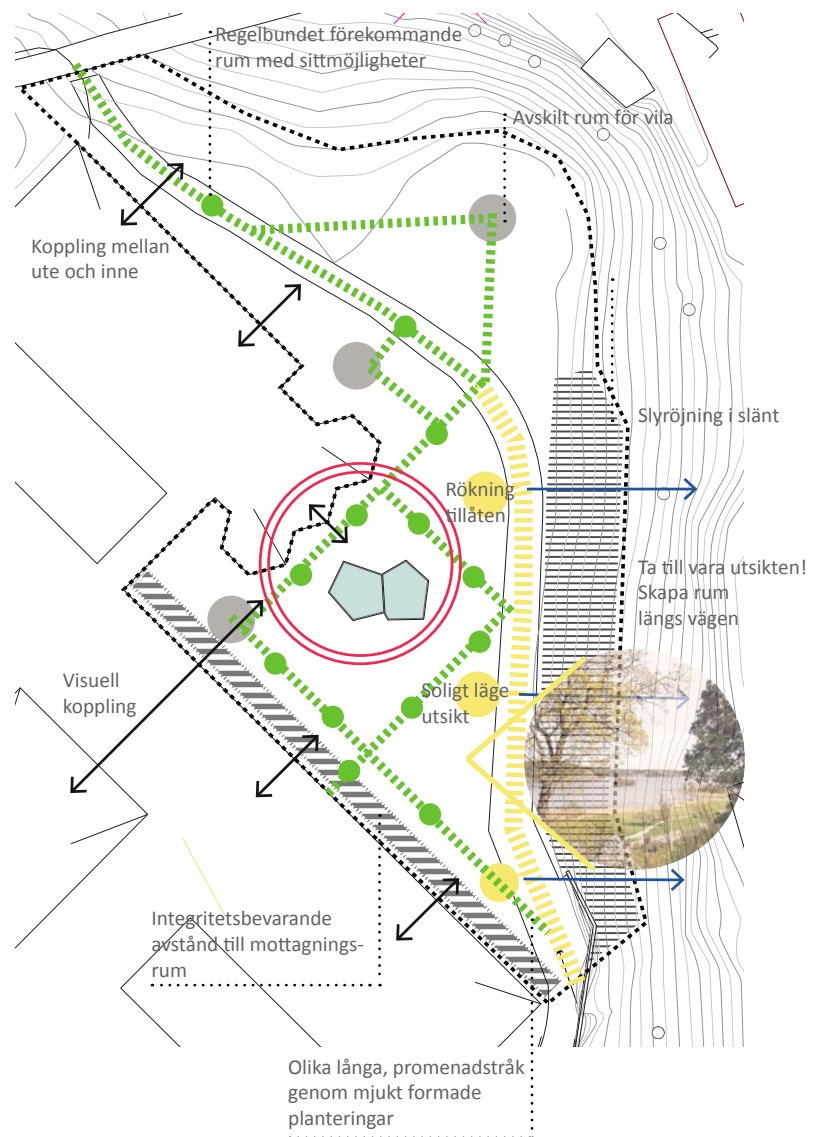 Regelbundet förekommande
rum med sittmöjligheter
Avskilt rum för vila
Koppling mellan
ute och inne
Slyröjning i slänt
Rökning
tillåten
Ta till vara utsikten!
Skapa rum
längs vägen
Visuell
koppling
Soligt läge
utsikt
Integritetsbevarande
avstånd till mottagnings-
rum
Olika långa, promenadstråk
genom mjukt formade
planteringar